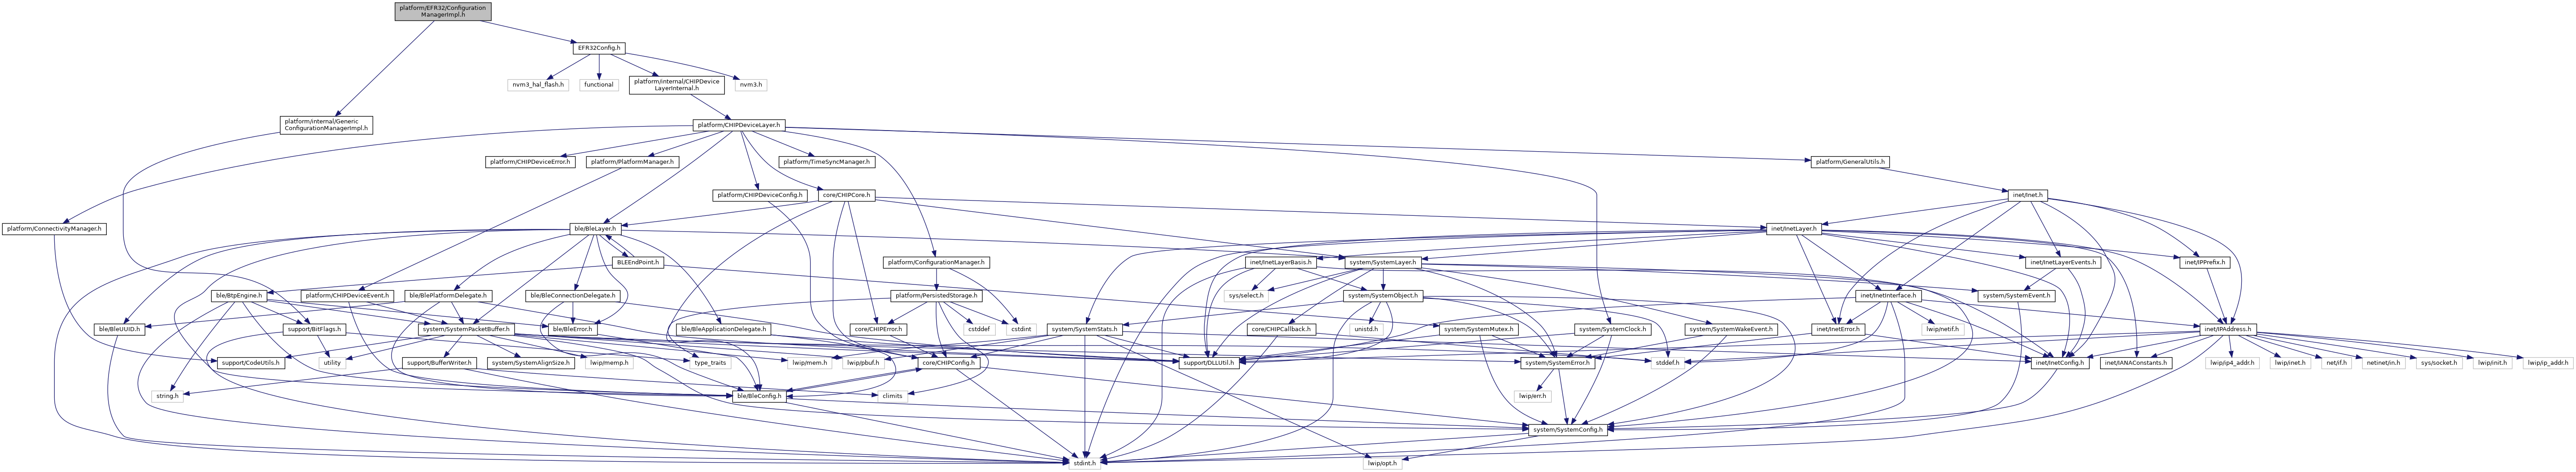 platform/EFR32/Configuration
ManagerImpl.h
EFR32Config.h
nvm3_hal_flash.h
functional
platform/internal/CHIPDevice
LayerInternal.h
nvm3.h
platform/internal/Generic
ConfigurationManagerImpl.h
platform/CHIPDeviceLayer.h
platform/CHIPDeviceError.h
platform/PlatformManager.h
platform/TimeSyncManager.h
platform/GeneralUtils.h
platform/CHIPDeviceConfig.h
core/CHIPCore.h
inet/Inet.h
platform/ConnectivityManager.h
ble/BleLayer.h
inet/InetLayer.h
BLEEndPoint.h
platform/ConfigurationManager.h
inet/InetLayerBasis.h
system/SystemLayer.h
inet/InetLayerEvents.h
inet/IPPrefix.h
ble/BtpEngine.h
platform/CHIPDeviceEvent.h
ble/BlePlatformDelegate.h
ble/BleConnectionDelegate.h
platform/PersistedStorage.h
sys/select.h
system/SystemObject.h
inet/InetInterface.h
system/SystemEvent.h
ble/BleUUID.h
support/BitFlags.h
system/SystemPacketBuffer.h
ble/BleError.h
ble/BleApplicationDelegate.h
core/CHIPError.h
cstddef
cstdint
system/SystemStats.h
core/CHIPCallback.h
unistd.h
system/SystemMutex.h
system/SystemClock.h
system/SystemWakeEvent.h
inet/InetError.h
lwip/netif.h
inet/IPAddress.h
support/CodeUtils.h
utility
support/BufferWriter.h
system/SystemAlignSize.h
lwip/memp.h
type_traits
lwip/mem.h
lwip/pbuf.h
core/CHIPConfig.h
support/DLLUtil.h
system/SystemError.h
stddef.h
inet/InetConfig.h
inet/IANAConstants.h
lwip/ip4_addr.h
lwip/inet.h
net/if.h
netinet/in.h
sys/socket.h
lwip/init.h
lwip/ip_addr.h
string.h
ble/BleConfig.h
climits
lwip/err.h
system/SystemConfig.h
stdint.h
lwip/opt.h